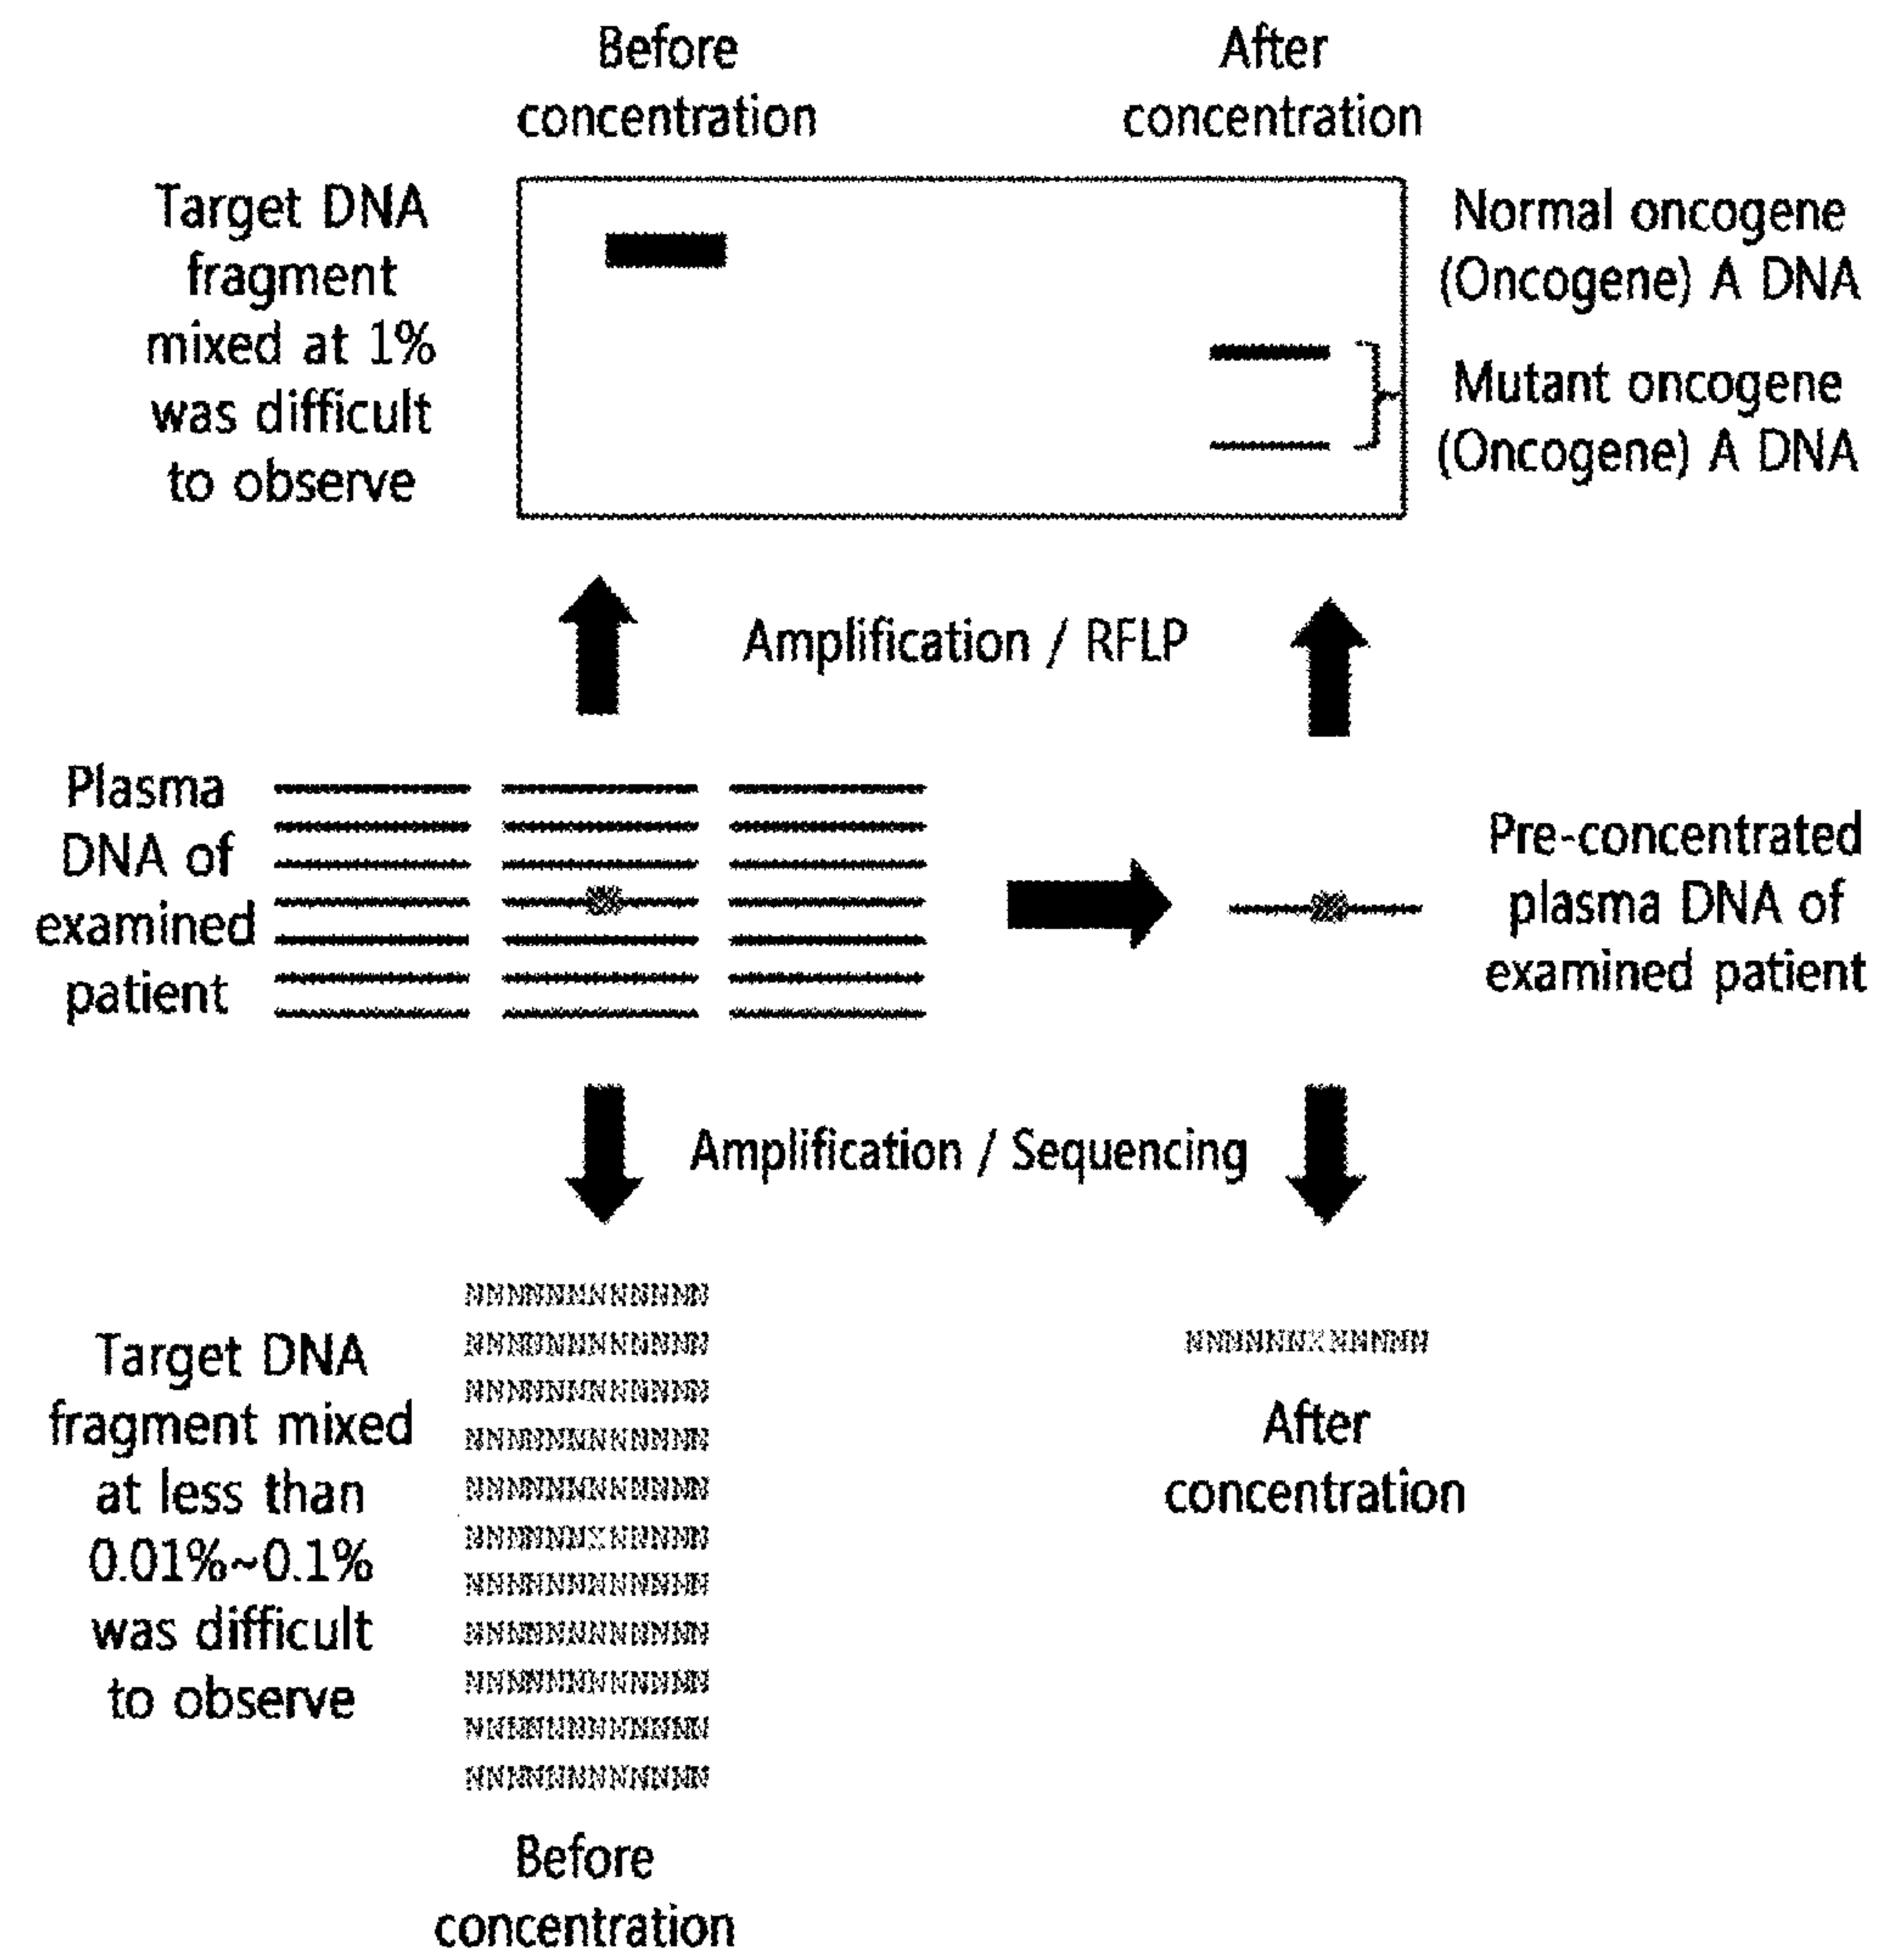 Before
concentration
After
concentration
Target DNA
fragment
mixed at 1%
was difficult
to observe
Normal oncogene
(Oncogene) A DNA
Mutant oncogene
(Oncogene) A DNA
Amplification / RFLP
Plasma
DNA of
examined
patient
Pre-concentrated
plasma DNA of
examined patient
Amplification / Sequencing
Target DNA
fragment mixed
at less than
0.01%~0.1%
was difficult
to observe
After
concentration
Before
concentration